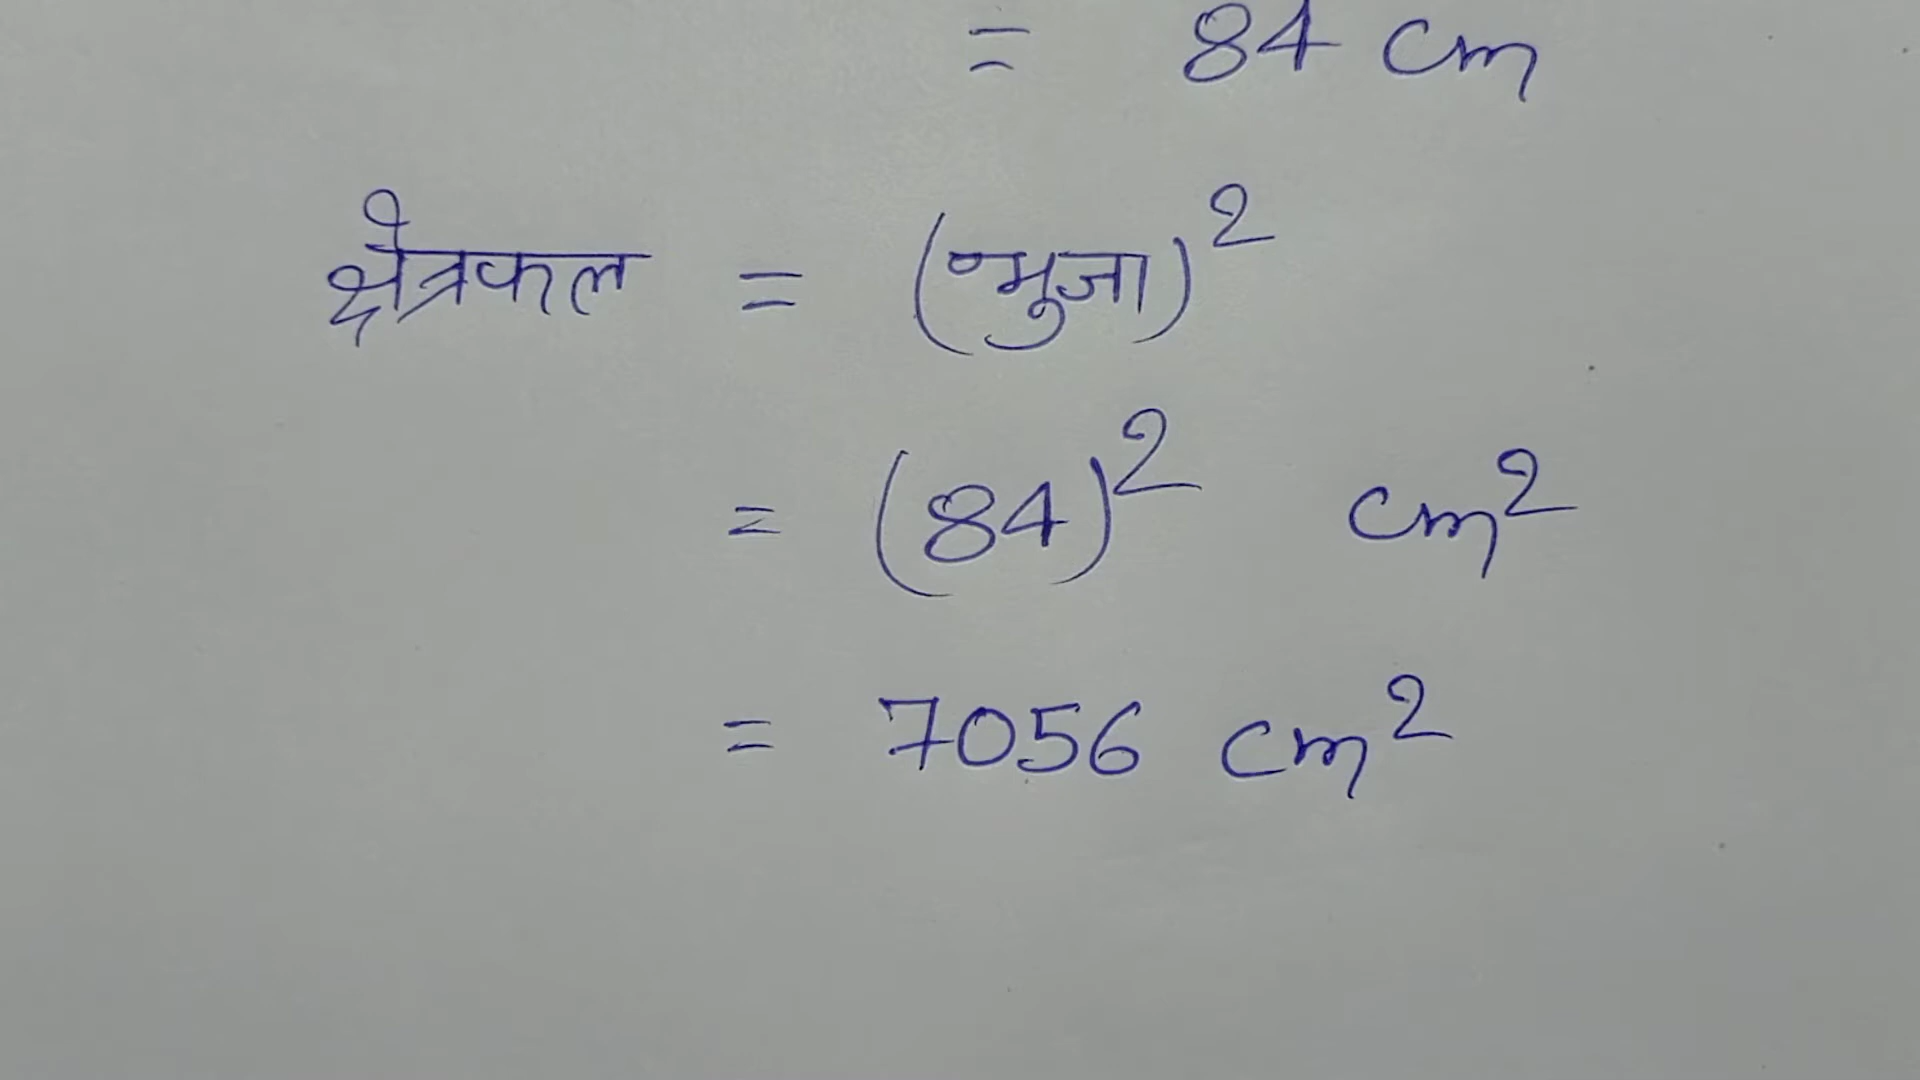 = 84 cm
क्षेत्रफल = (भुजा)²
= (84)² cm²
= 7056 cm²